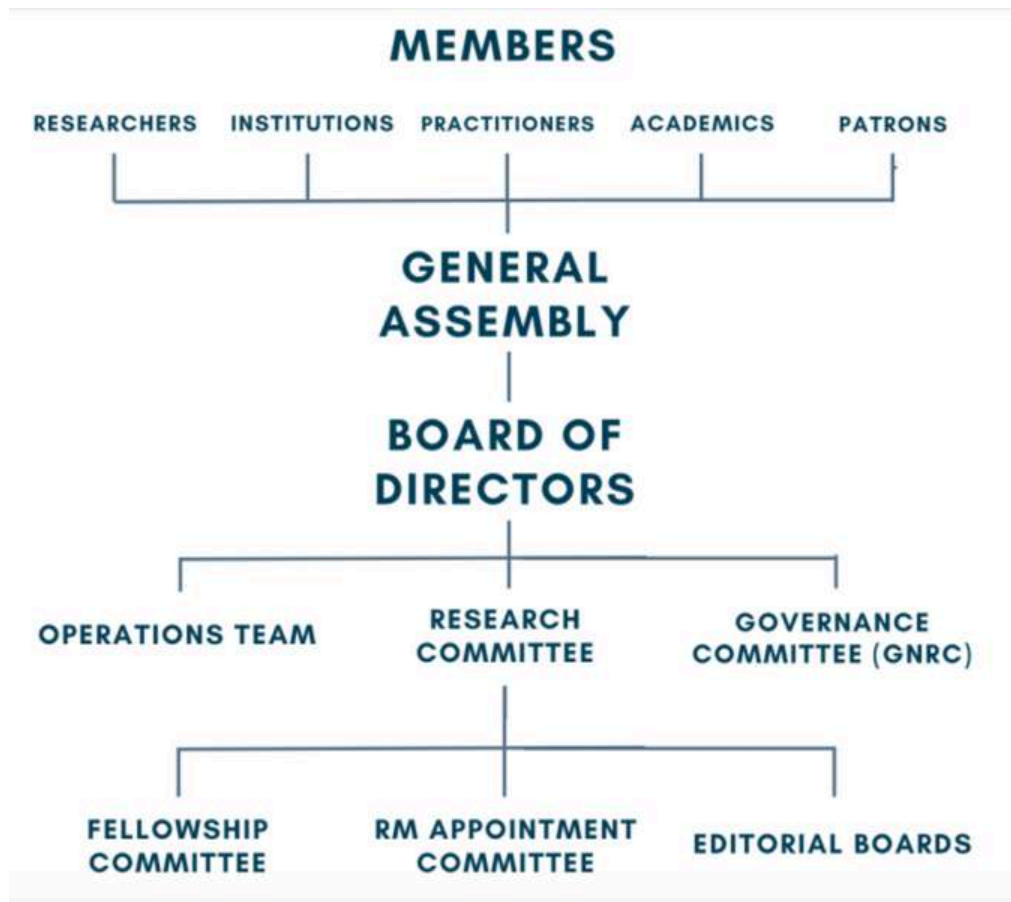 MEMBERS
RESEARCHERS INSTITUTIONS PRACTITIONERS ACADEMICS PATRONS
GENERAL
ASSEMBLY
BOARD OF
DIRECTORS
OPERATIONS TEAM
RESEARCH
COMMITTEE
GOVERNANCE
COMMITTEE (GNRC)
FELLOWSHIP
COMMITTEE
RM APPOINTMENT
COMMITTEE
EDITORIAL BOARDS